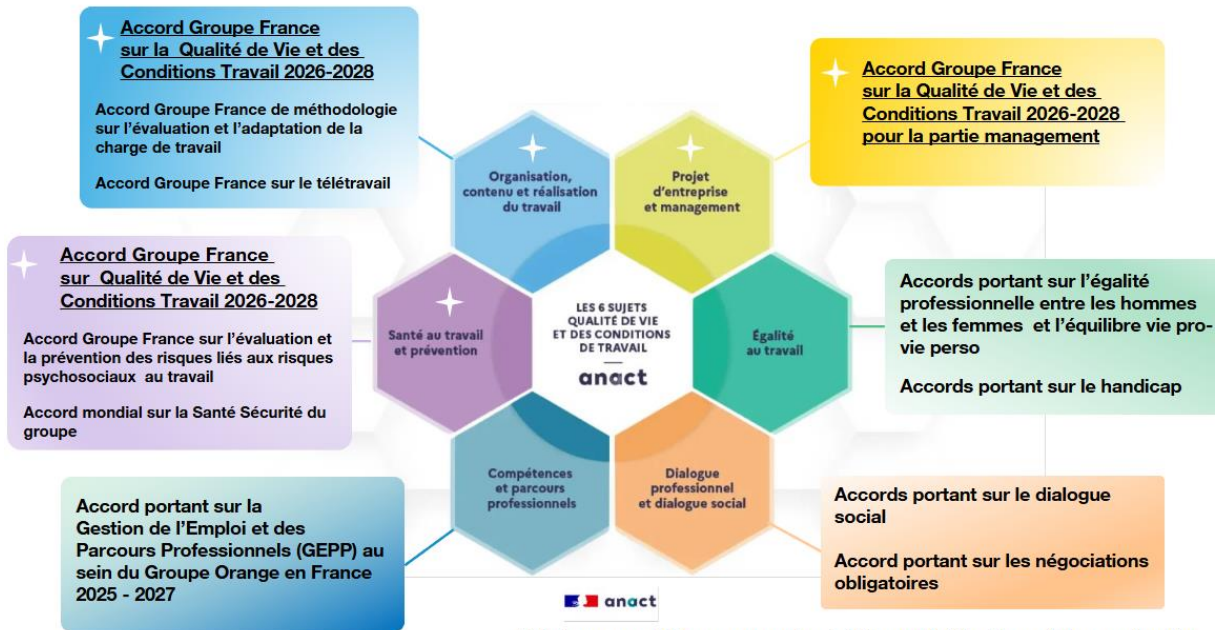 Accord Groupe France
sur la Qualité de Vie et des
Conditions Travail 2026-2028
Accord Groupe France de méthodologie
sur l'évaluation et l'adaptation de la
charge de travail
Accord Groupe France sur le télétravail
Accord Groupe France
sur la Qualité de Vie et des
Conditions Travail 2026-2028
pour la partie management
Organisation,
contenu et réalisation
du travail
Projet
d'entreprise
et management
Accord Groupe France
sur Qualité de Vie et des
Conditions Travail 2026-2028
Accord Groupe France sur l'évaluation et
la prévention des risques liés aux risques
psychosociaux au travail
Accord mondial sur la Santé Sécurité du
groupe
Santé au travail
et prévention
LES 6 SUJETS
QUALITÉ DE VIE
ET DES CONDITIONS
DE TRAVAIL
anact
Égalité
au travail
Accords portant sur l'égalité
professionnelle entre les hommes
et les femmes et l'équilibre vie pro-
vie perso
Accords portant sur le handicap
Accord portant sur la
Gestion de l'Emploi et des
Parcours Professionnels (GEPP) au
sein du Groupe Orange en France
2025 - 2027
Compétences
et parcours
professionnels
Dialogue
professionnel
et dialogue social
Accords portant sur le dialogue
social
Accord portant sur les négociations
obligatoires
anact